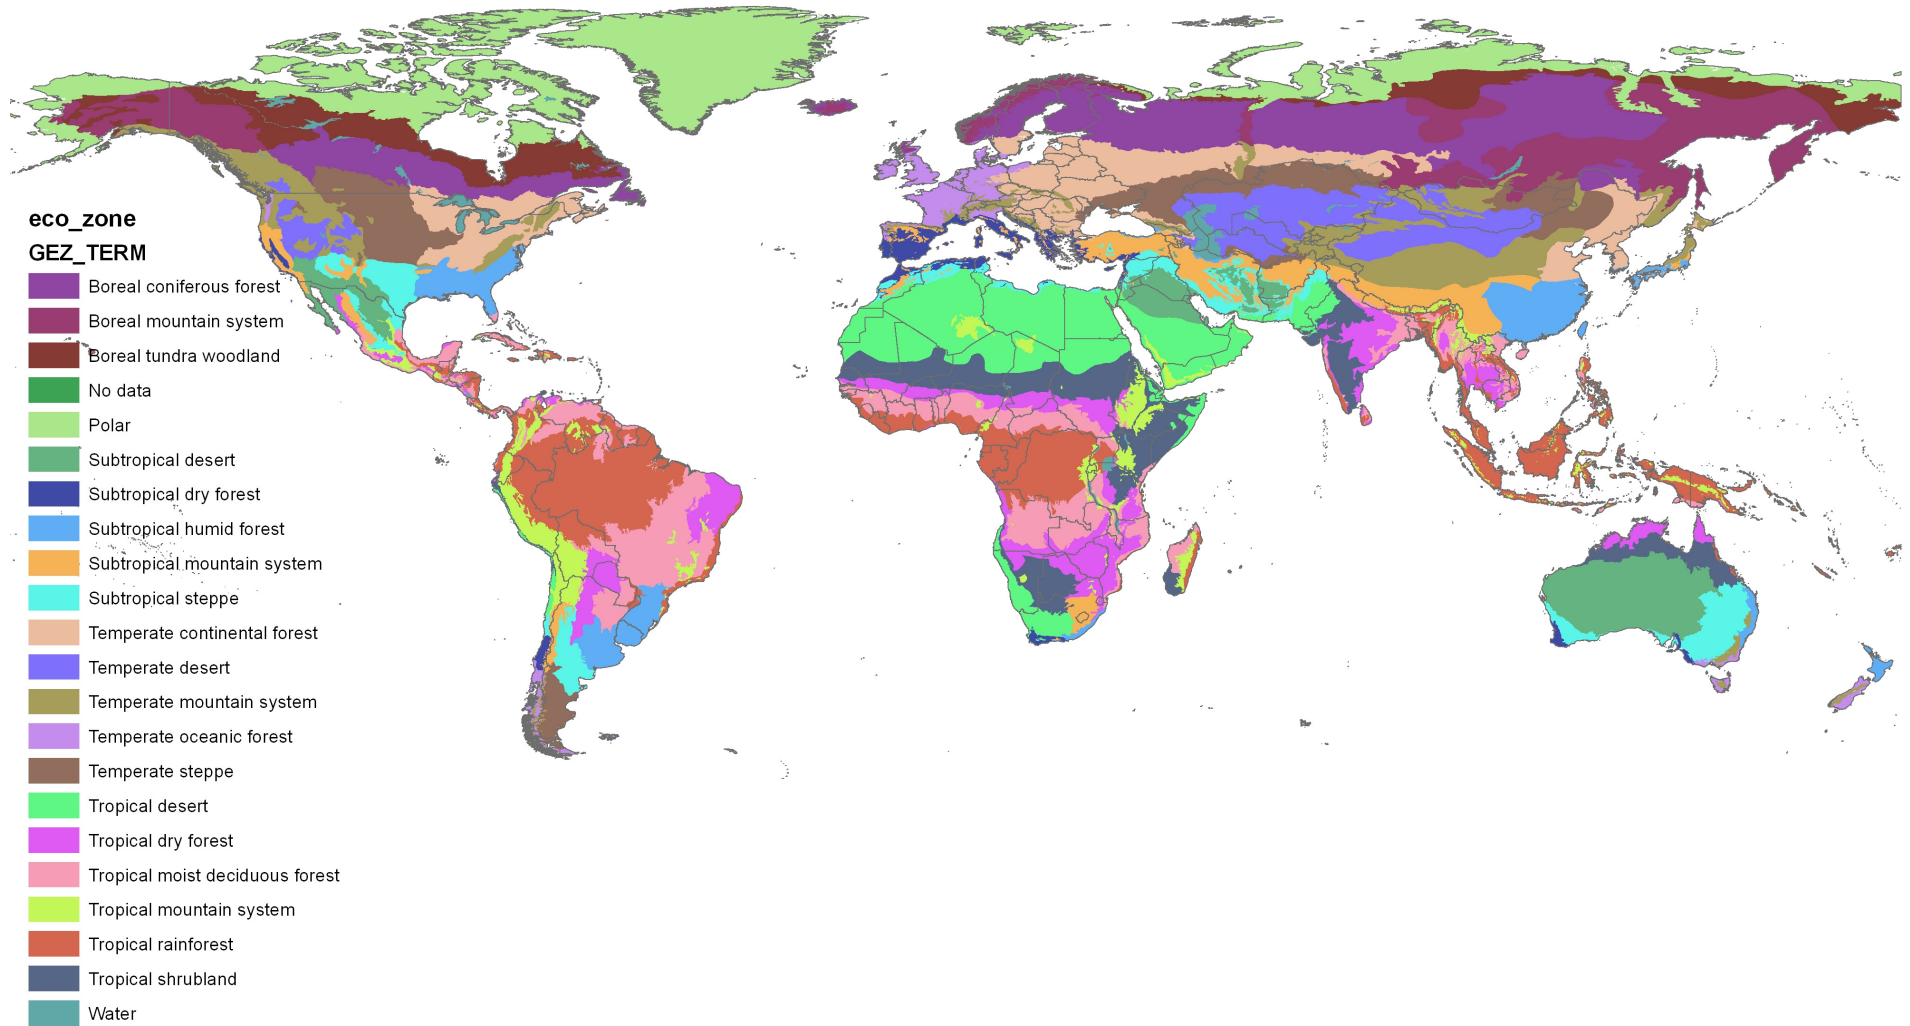 eco_zone
GEZ_TERM
Boreal coniferous forest
Boreal mountain system
Boreal tundra woodland
No data
Polar
Subtropical desert
Subtropical dry forest
Subtropical humid forest
Subtropical mountain system
Subtropical steppe
Temperate continental forest
Temperate desert
Temperate mountain system
Temperate oceanic forest
Temperate steppe
Tropical desert
Tropical dry forest
Tropical moist deciduous forest
Tropical mountain system
Tropical rainforest
Tropical shrubland
Water